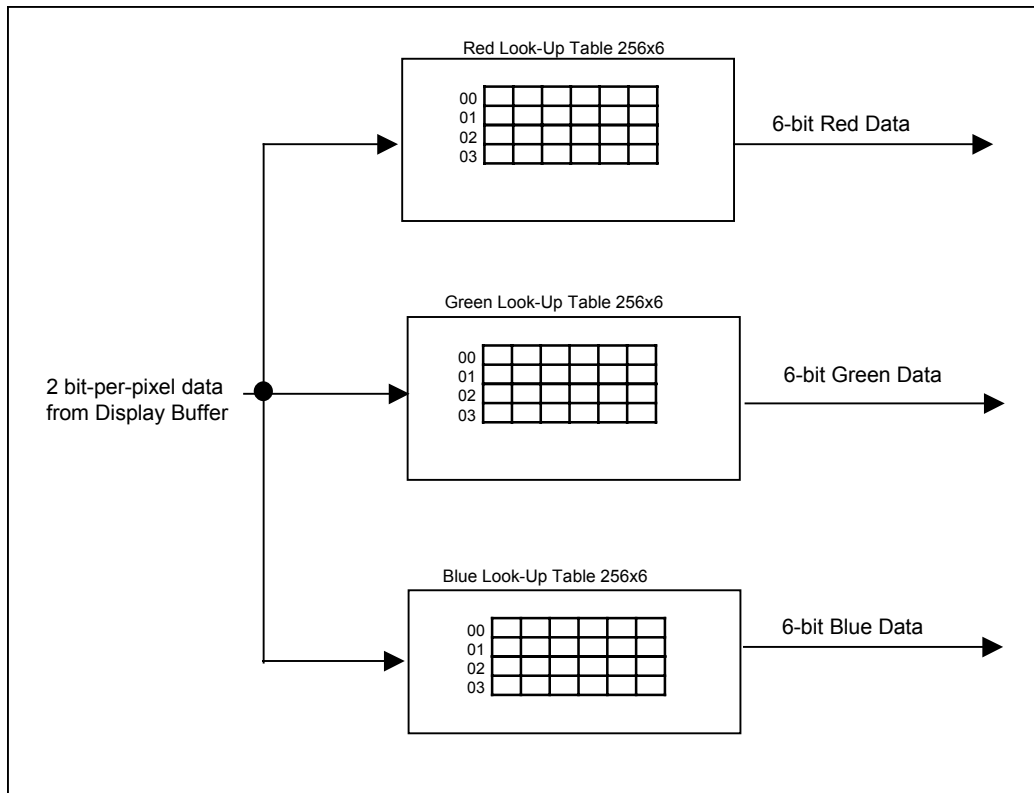 Red Look-Up Table 256x6
00
01
02
03
6-bit Red Data
Green Look-Up Table 256x6
00
01
02
03
6-bit Green Data
2 bit-per-pixel data
from Display Buffer
Blue Look-Up Table 256x6
00
01
02
03
6-bit Blue Data